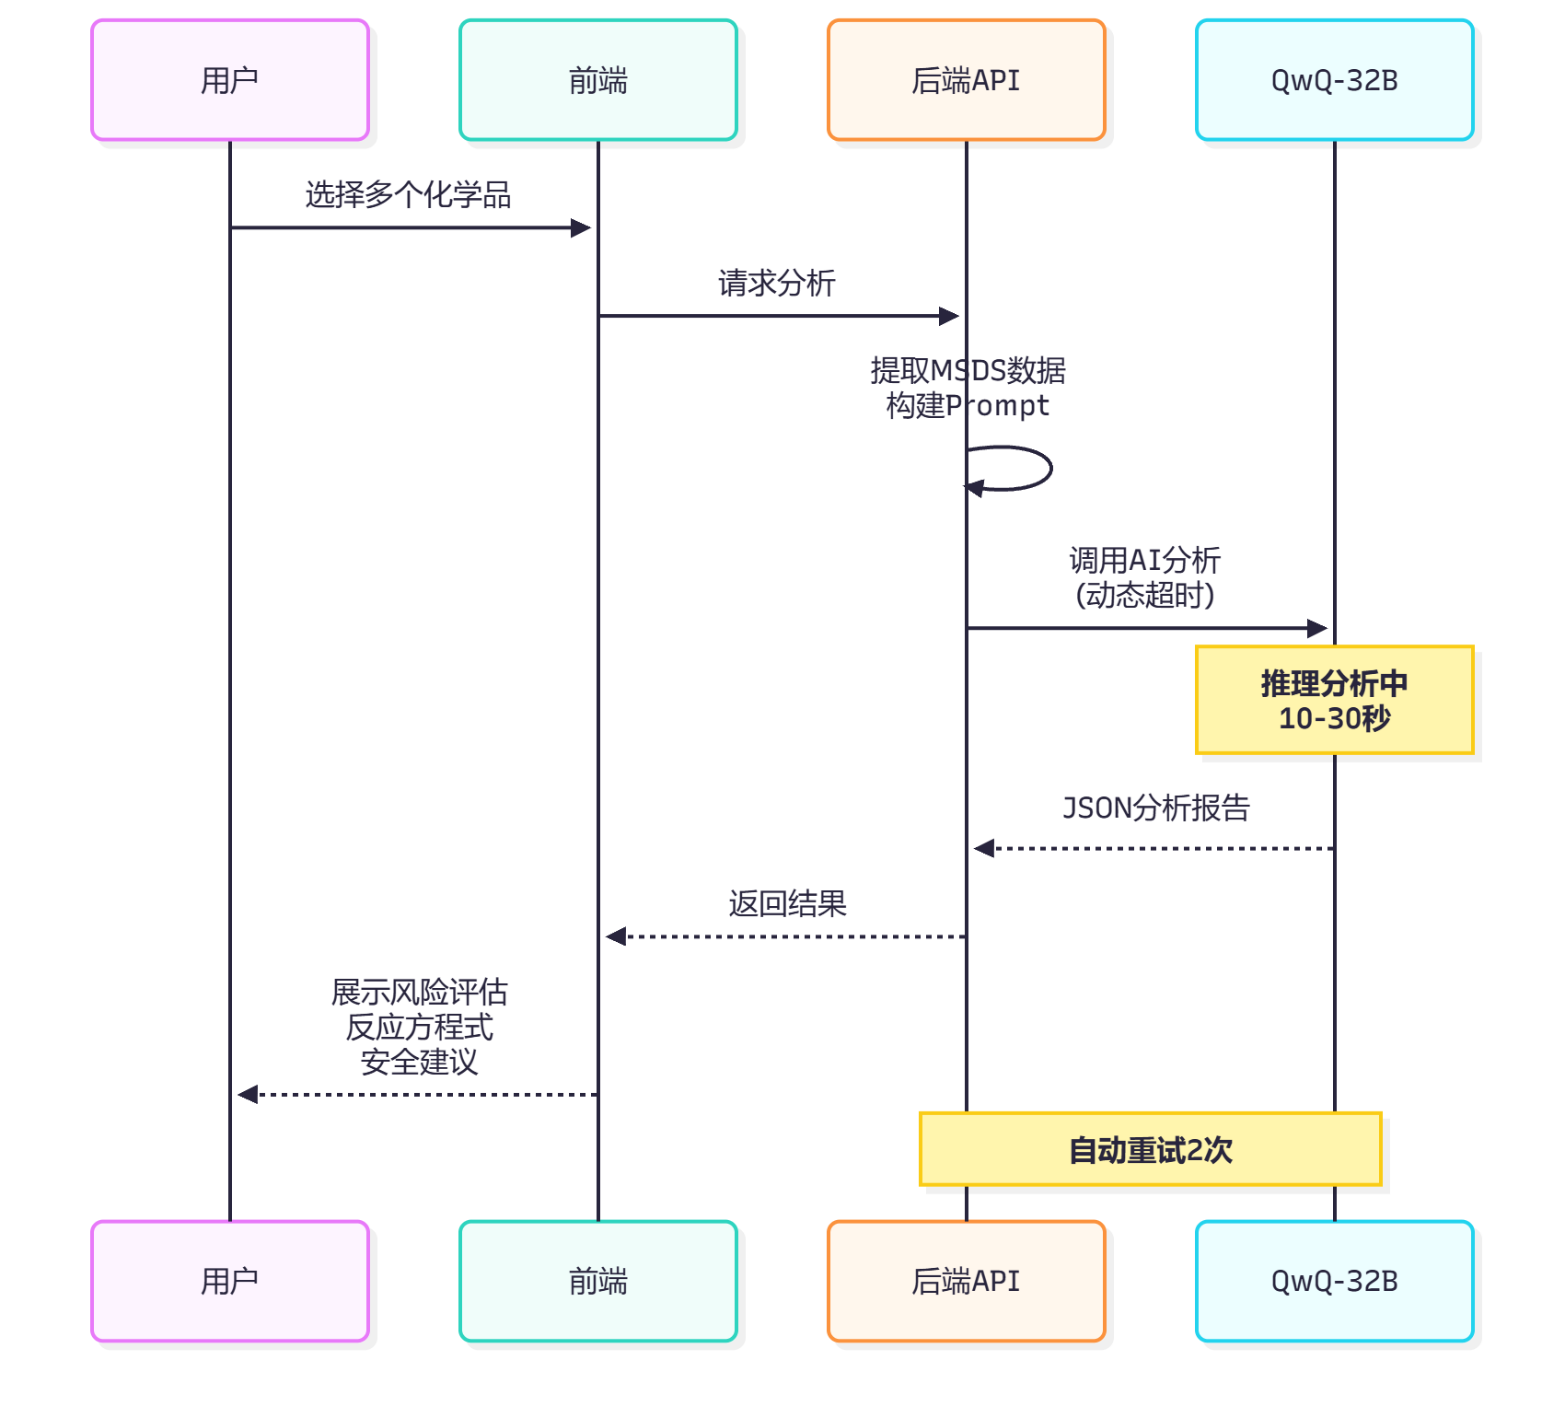 用户
前端
后端API
QwQ-32B
选择多个化学品
请求分析
提取MSDS数据
构建Prompt
调用AI分析
(动态超时)
推理分析中
10-30秒
JSON分析报告
返回结果
展示风险评估
反应方程式
安全建议
自动重试2次
用户
前端
后端API
QwQ-32B